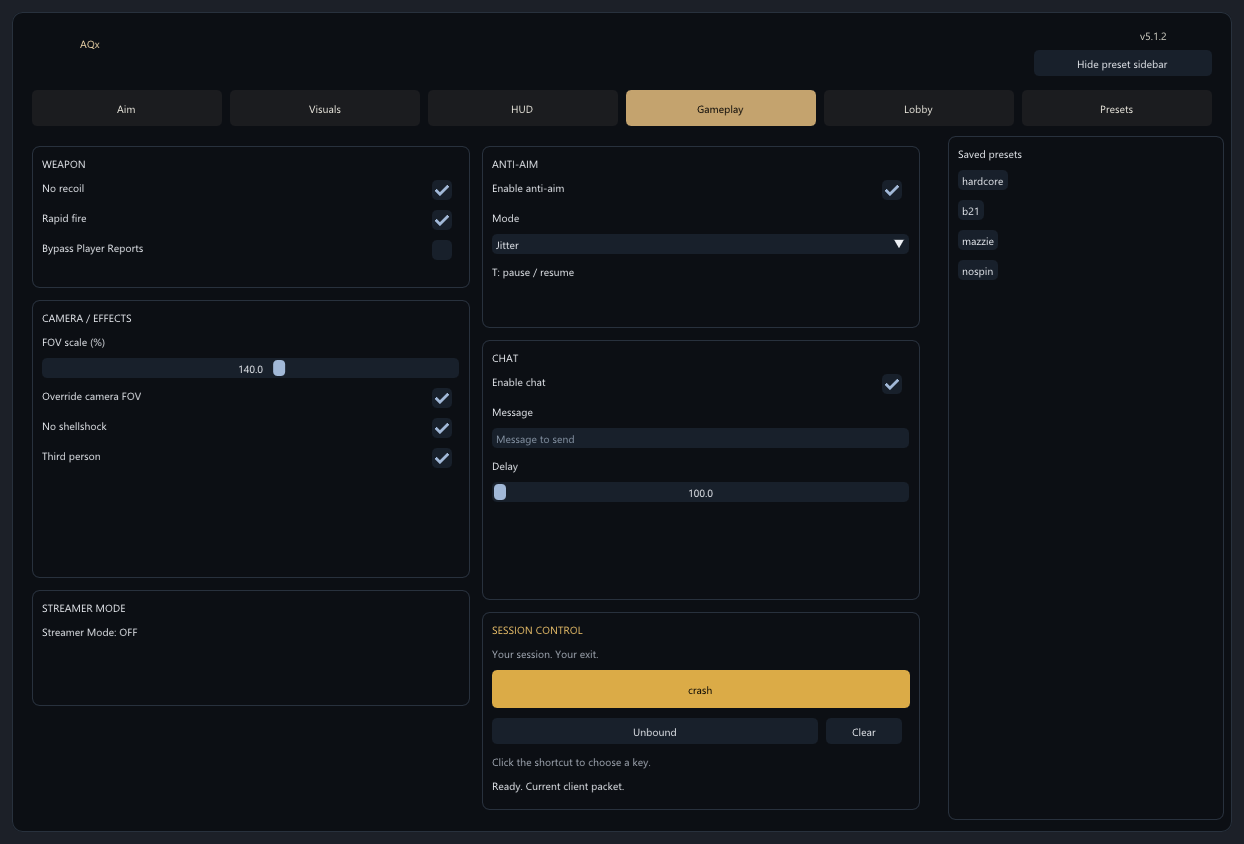 AQx
v5.1.2
Hide preset sidebar
Aim
Visuals
HUD
Gameplay
Lobby
Presets
WEAPON
No recoil
Rapid fire
Bypass Player Reports
CAMERA / EFFECTS
FOV scale (%)
140.0
Override camera FOV
No shellshock
Third person
STREAMER MODE
Streamer Mode: OFF
ANTI-AIM
Enable anti-aim
Mode
Jitter
T: pause / resume
CHAT
Enable chat
Message
Message to send
Delay
100.0
SESSION CONTROL
Your session. Your exit.
crash
Unbound
Clear
Click the shortcut to choose a key.
Ready. Current client packet.
Saved presets
hardcore
b21
mazzie
nospin